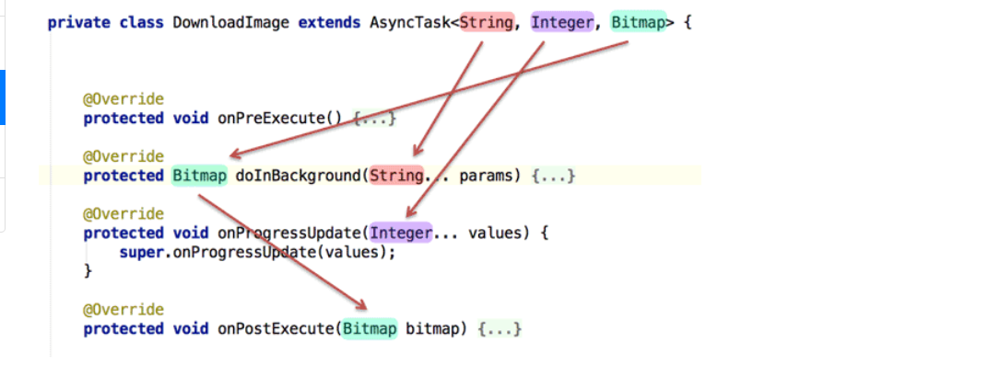 private class DownloadImage extends AsyncTask<String, Integer, Bitmap> {
@Override
protected void onPreExecute() {...}
@Override
protected Bitmap doInBackground(String... params) {...}
@Override
protected void onProgressUpdate(Integer... values) {
super.onProgressUpdate(values);
}
@Override
protected void onPostExecute(Bitmap bitmap) {...}